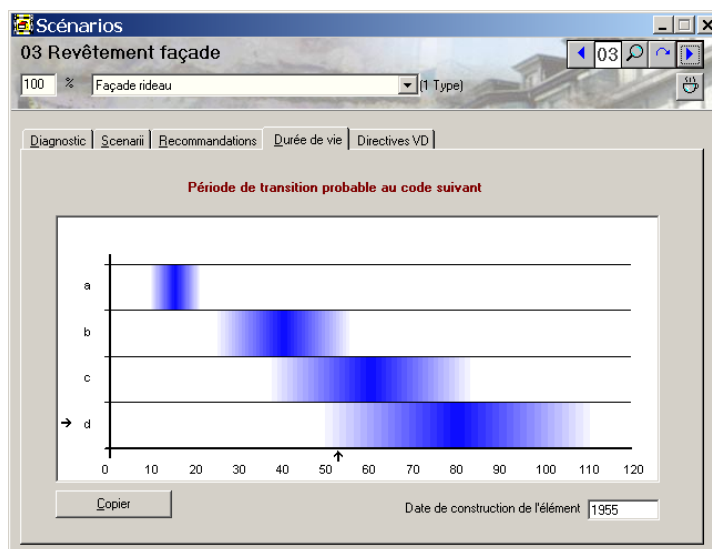 Scénarios
03 Revêtement façade
03
100 % Façade rideau (1 Type)
Diagnostic Scenarii Recommandations Durée de vie Directives VD
Période de transition probable au code suivant
a
b
c
d
0 10 20 30 40 50 60 70 80 90 100 110 120
Copier Date de construction de l'élément 1955